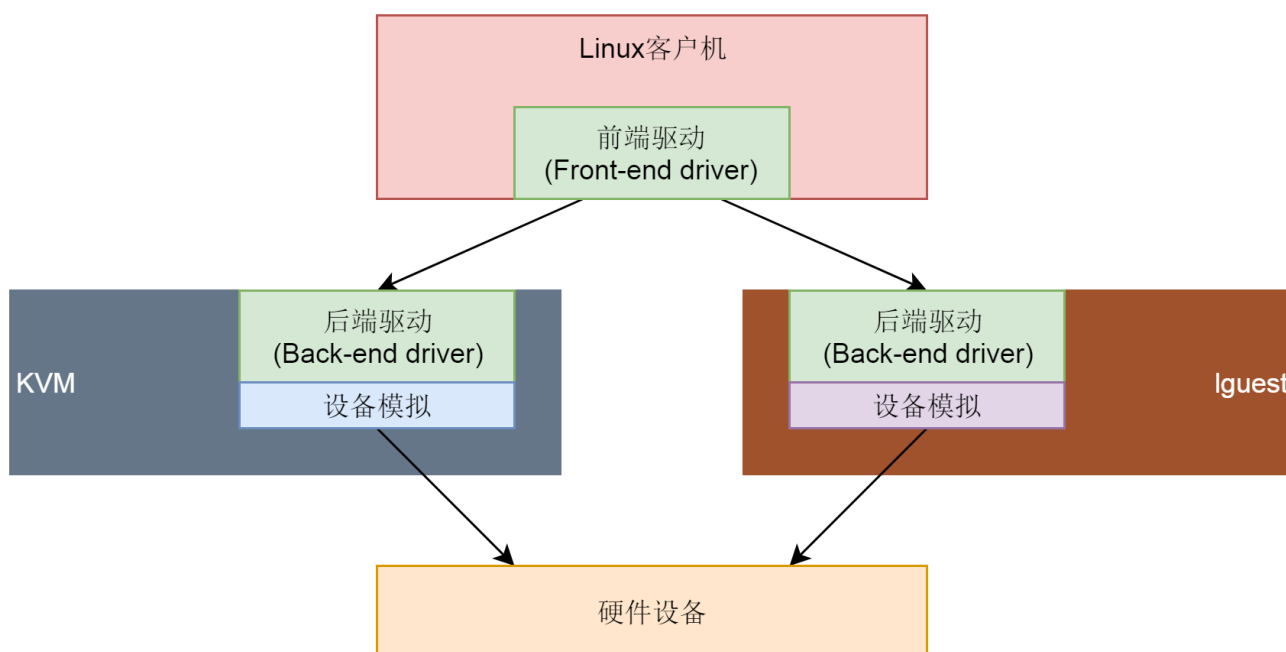 Linux客户机
前端驱动
(Front-end driver)
后端驱动
(Back-end driver)
KVM
设备模拟
后端驱动
(Back-end driver)
设备模拟
lguest
硬件设备